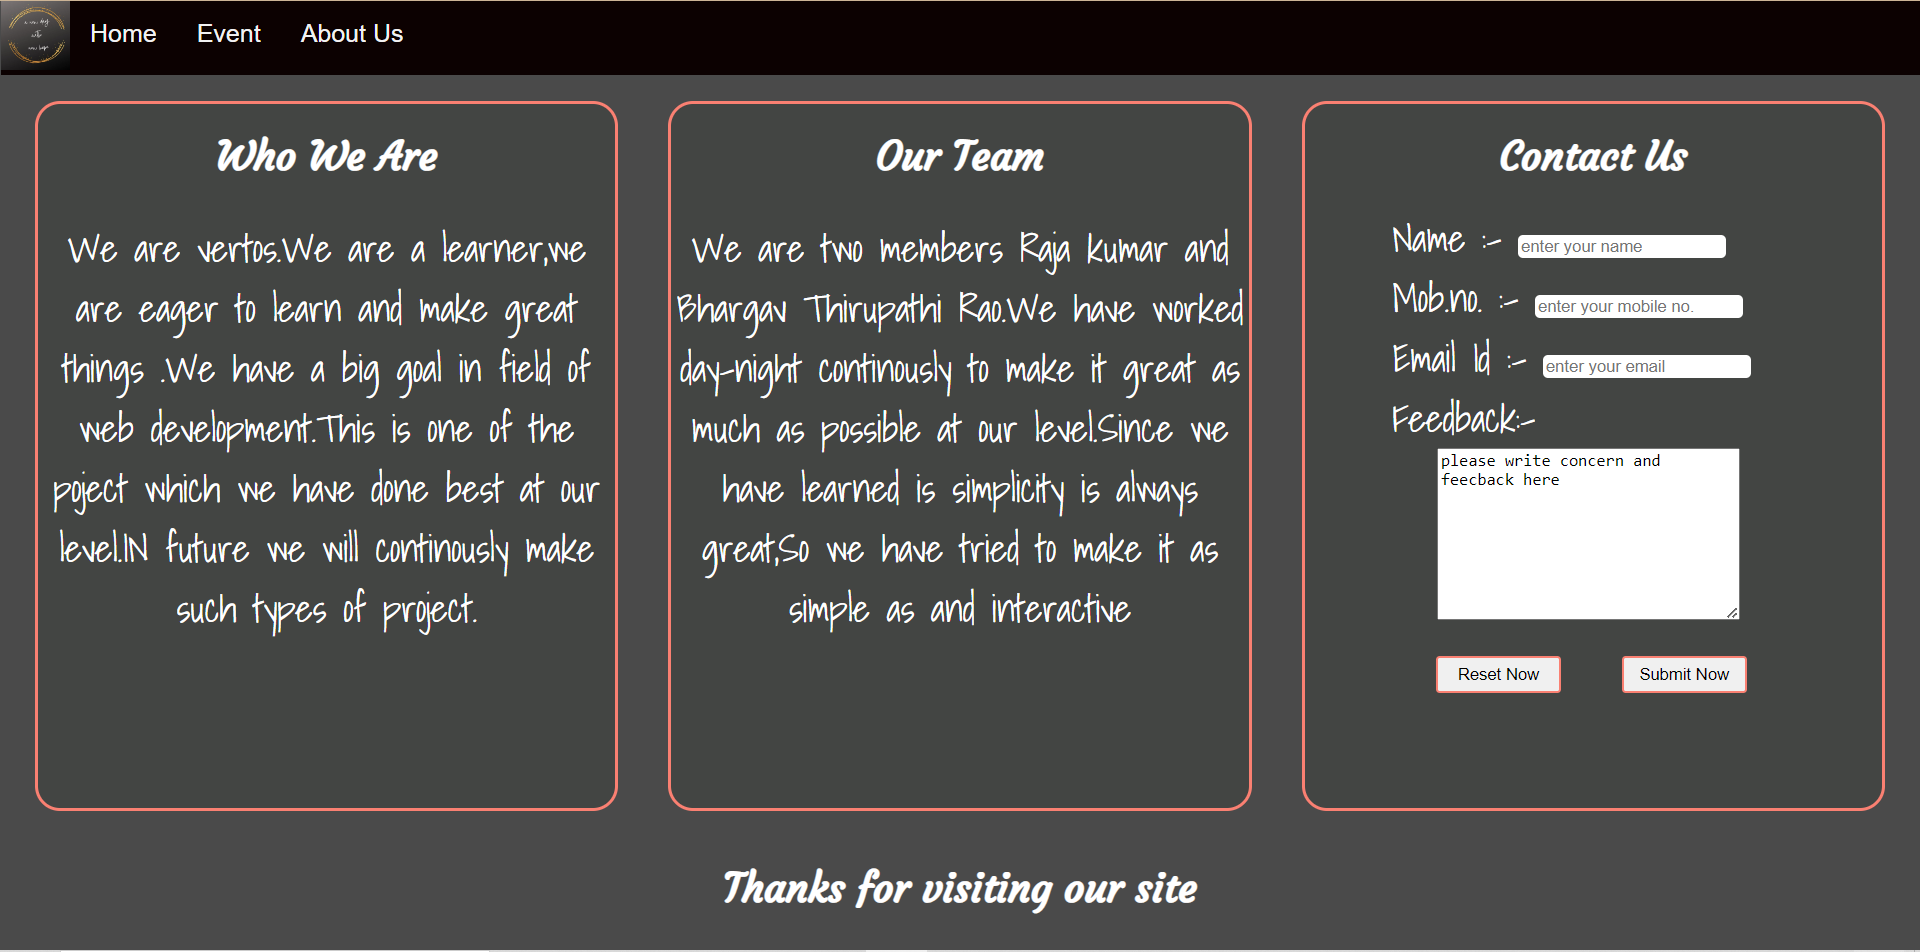 Home Event About Us
Who We Are
We are vertos.We are a learner,we
are eager to learn and make great
things .We have a big goal in field of
web development.This is one of the
poject which we have done best at our
level.IN future we will continously make
such types of project.
Our Team
We are two members Raja kumar and
Bhargav Thirupathi Rao.We have worked
day-night continously to make it great as
much as possible at our level.Since we
have learned is simplicity is always
great,So we have tried to make it as
simple as and interactive
Contact Us
Name :- enter your name
Mob.no. :- enter your mobile no.
Email Id :- enter your email
Feedback:-
please write concern and
feecback here
Reset Now Submit Now
Thanks for visiting our site